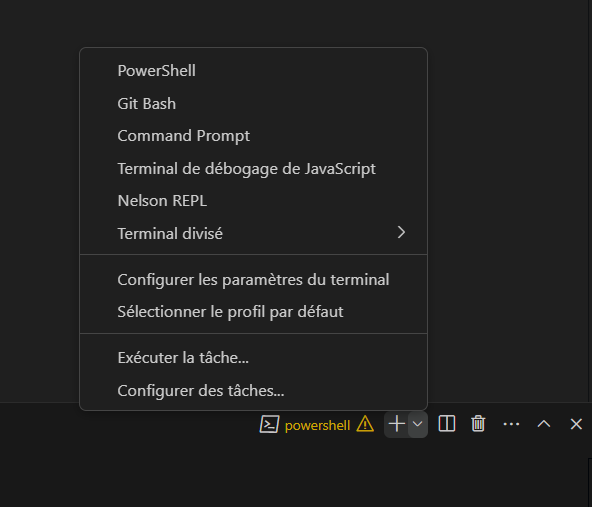 PowerShell
Git Bash
Command Prompt
Terminal de débogage de JavaScript
Nelson REPL
Terminal divisé
Configurer les paramètres du terminal
Sélectionner le profil par défaut
Exécuter la tâche...
Configurer des tâches...
powershell